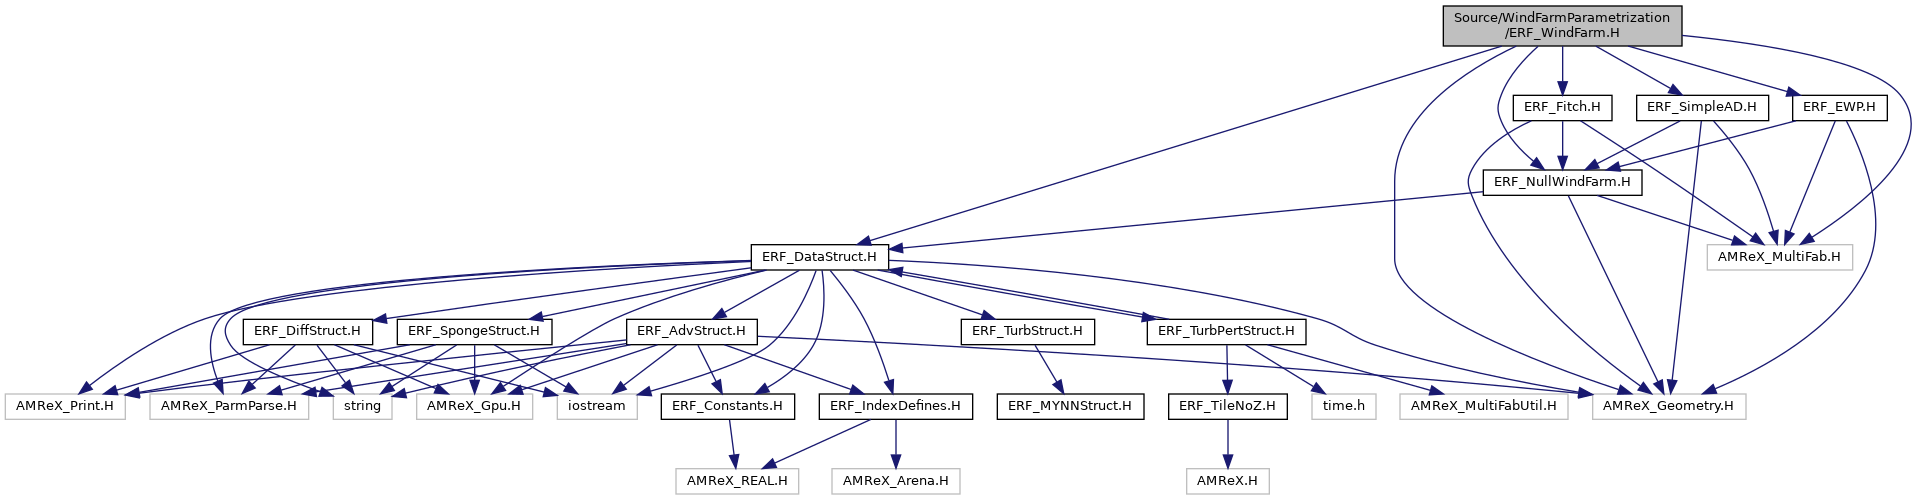 Source/WindFarmParametrization
/ERF_WindFarm.H
ERF_Fitch.H
ERF_SimpleAD.H
ERF_EWP.H
ERF_NullWindFarm.H
ERF_DataStruct.H
AMReX_MultiFab.H
ERF_DiffStruct.H
ERF_SpongeStruct.H
ERF_AdvStruct.H
ERF_TurbStruct.H
ERF_TurbPertStruct.H
AMReX_Print.H
AMReX_ParmParse.H
string
AMReX_Gpu.H
iostream
ERF_Constants.H
ERF_IndexDefines.H
ERF_MYNNStruct.H
ERF_TileNoZ.H
time.h
AMReX_MultiFabUtil.H
AMReX_Geometry.H
AMReX_REAL.H
AMReX_Arena.H
AMReX.H